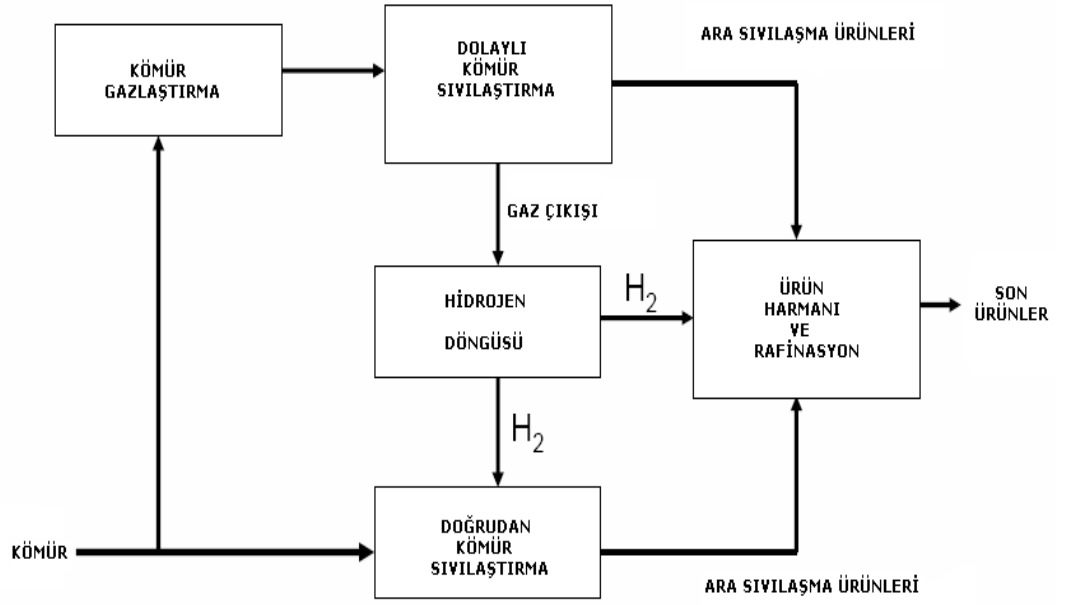 ARA SIVILAŞMA ÜRÜNLERİ
KÖMÜR
GAZLAŞTIRMA
DOLAYLI
KÖMÜR
SIVILAŞTIRMA
GAZ ÇIKIŞI
HİDROJEN
DÖNGÜSÜ
H₂
ÜRÜN
HARMANI
VE
RAFİNASYON
SON
ÜRÜNLER
H₂
KÖMÜR
DOĞRUDAN
KÖMÜR
SIVILAŞTIRMA
ARA SIVILAŞMA ÜRÜNLERİ